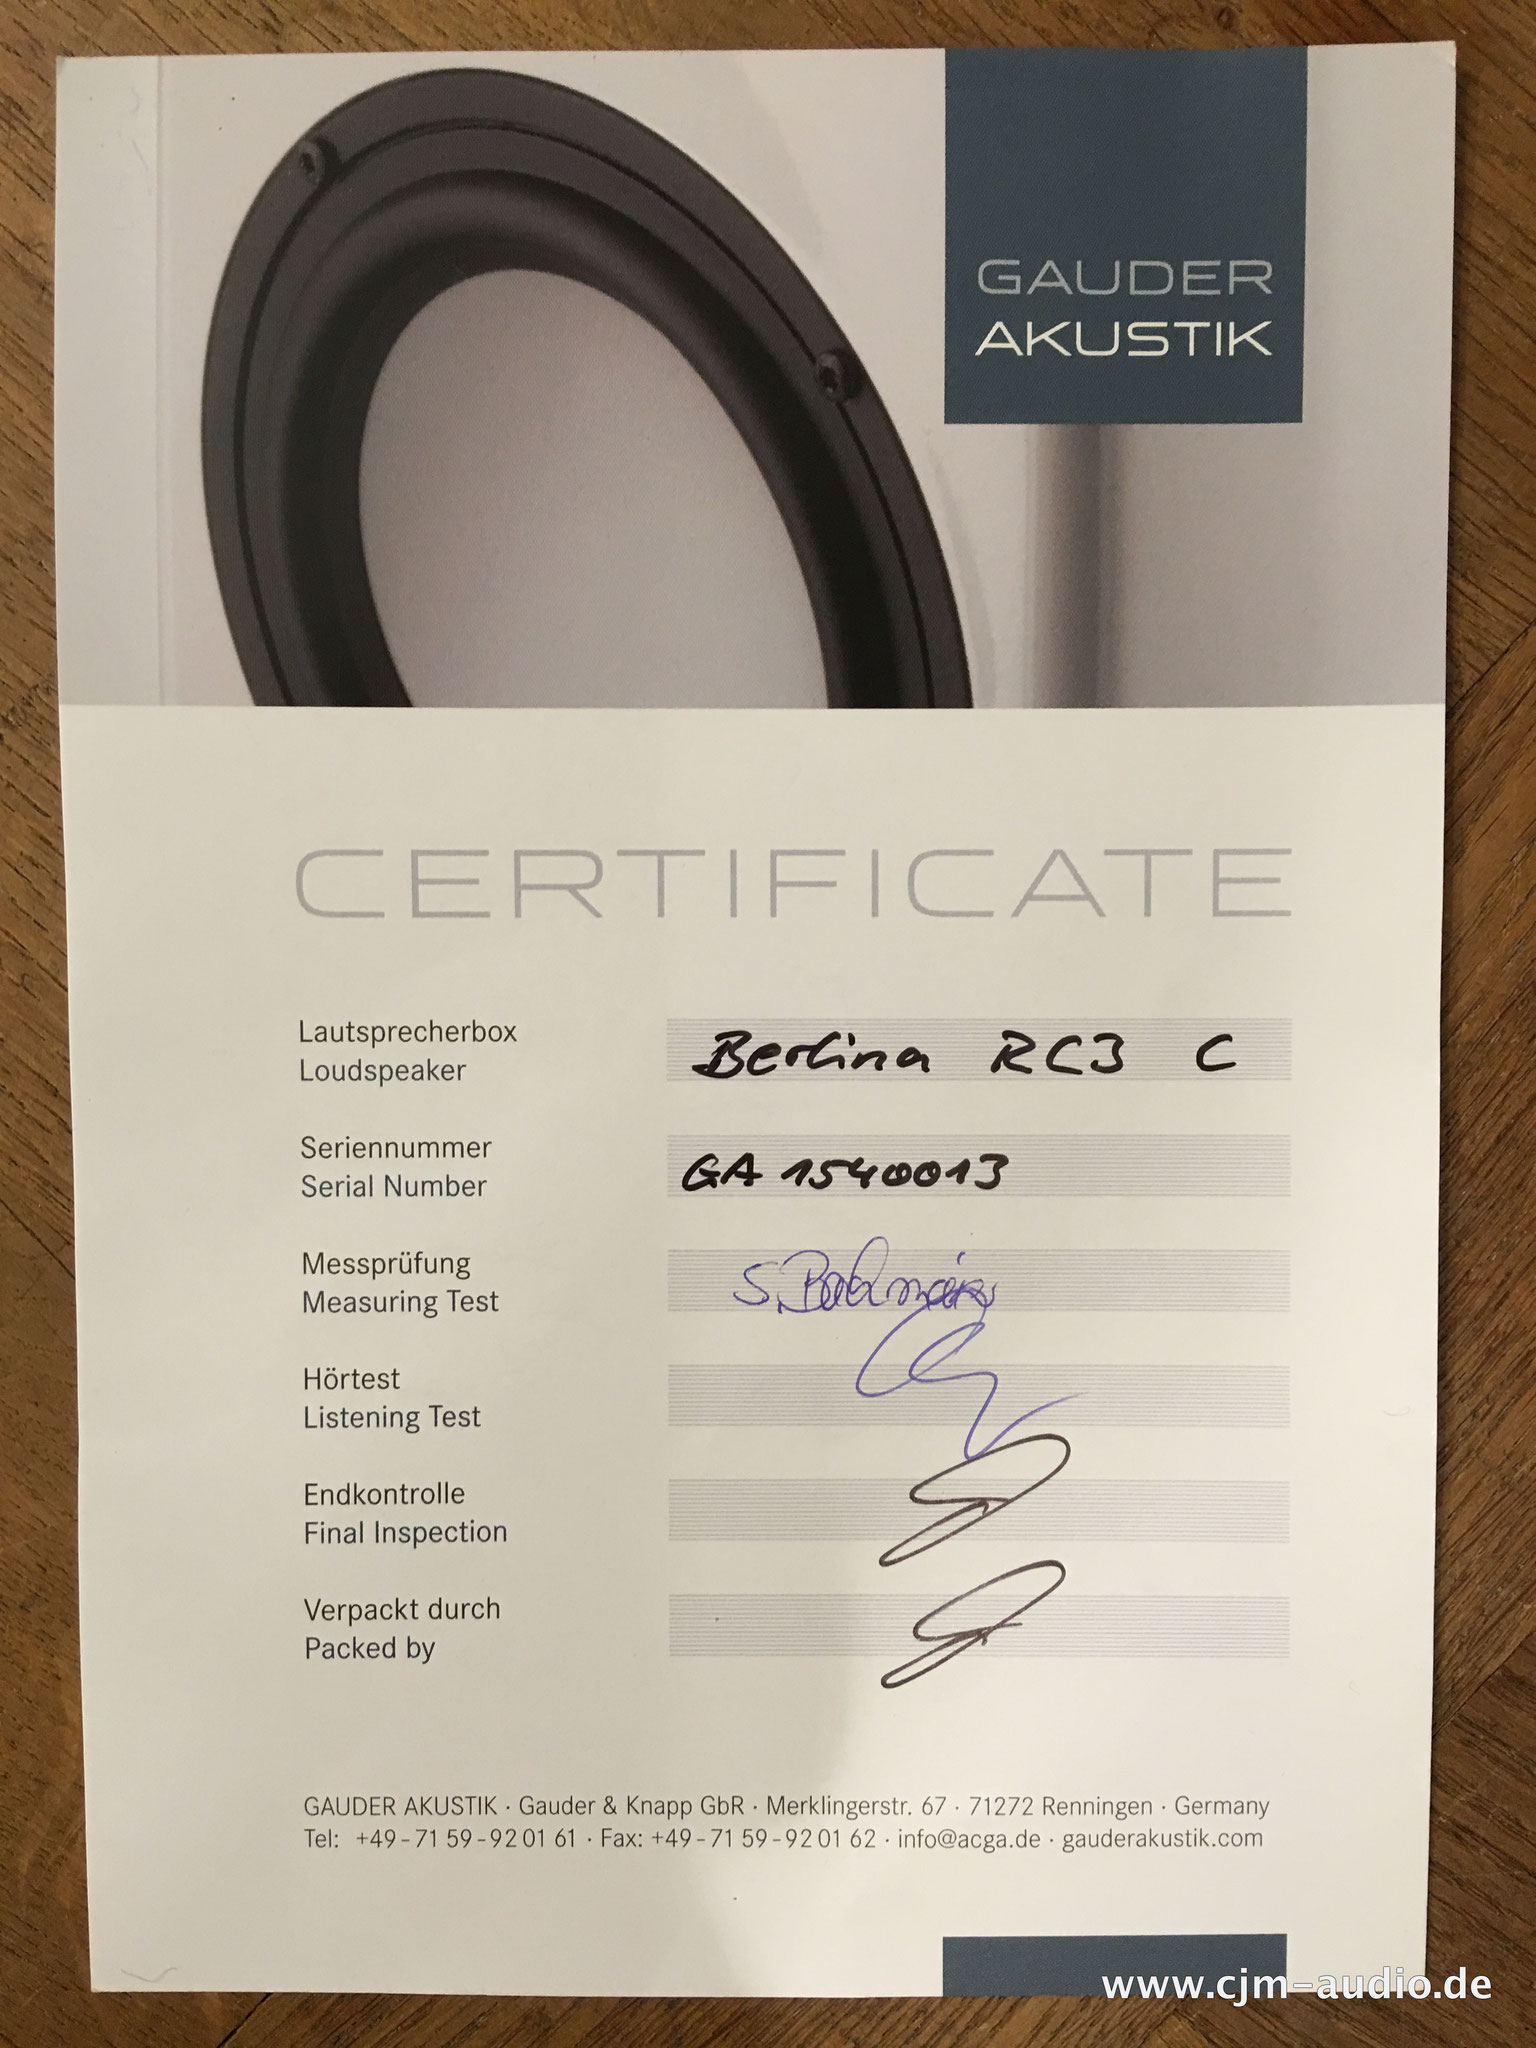 GAUDER
AKUSTIK
CERTIFICATE
Lautsprecherbox
Loudspeaker
Berlina RC3 C
Seriennummer
Serial Number
GA 1540013
Messprüfung
Measuring Test
Hörtest
Listening Test
Endkontrolle
Final Inspection
Verpackt durch
Packed by
GAUDER AKUSTIK · Gauder & Knapp GbR · Merklingerstr. 67 · 71272 Renningen · Germany
Tel: +49-71 59-92 01 61 · Fax: +49-71 59-92 01 62 · info@acga.de · gauderakustik.com
www.cjm-audio.de